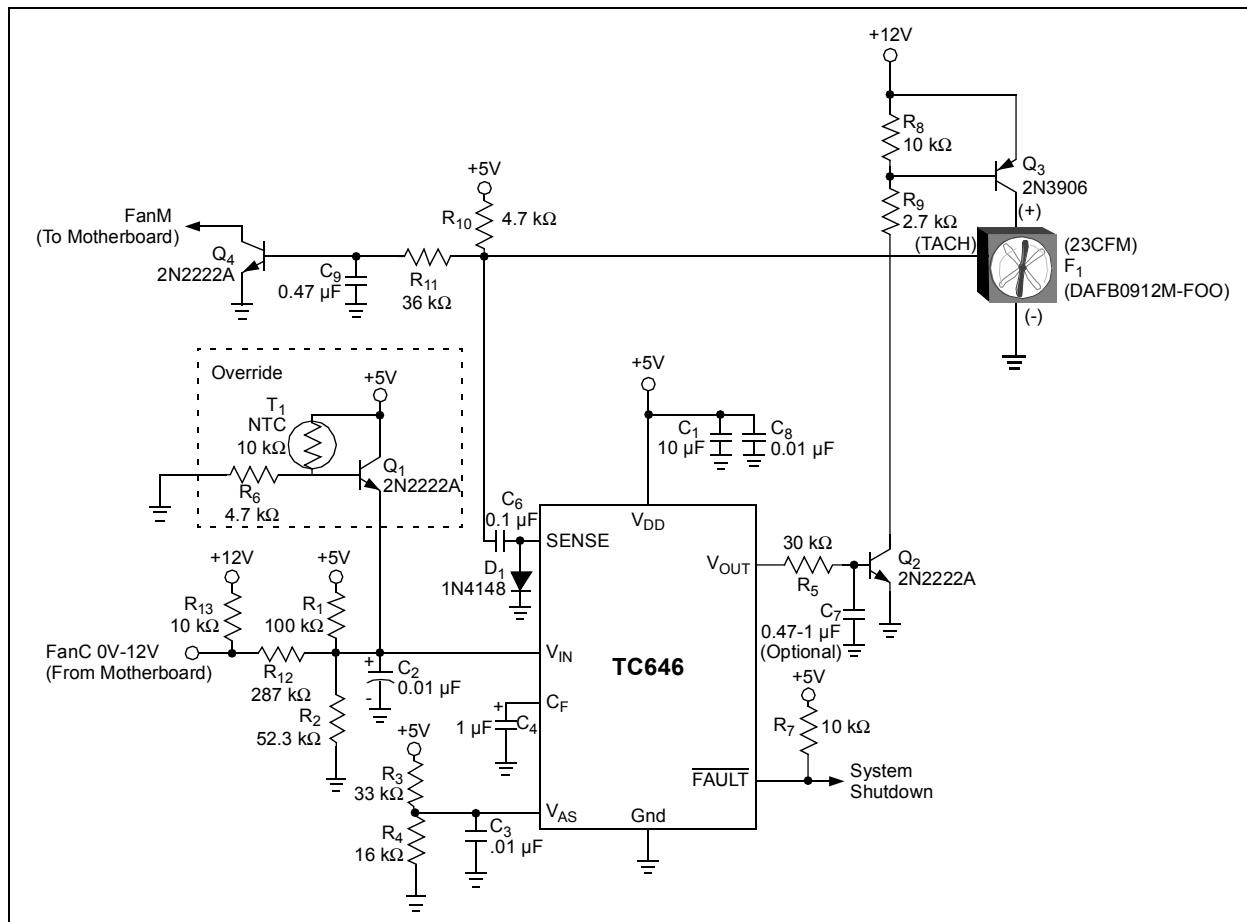 +12V
R8
10 kΩ
Q3
2N3906
R9
2.7 kΩ
(+)
(TACH)
(23CFM)
F1
(DAFB0912M-FOO)
(-)
+5V
R10
4.7 kΩ
FanM
(To Motherboard)
Q4
2N2222A
C9
0.47 µF
R11
36 kΩ
Override
+5V
T1
NTC
10 kΩ
Q1
2N2222A
R6
4.7 kΩ
+5V
C1
10 µF
C8
0.01 µF
C6
0.1 µF
SENSE
VDD
D1
1N4148
VOUT
30 kΩ
R5
Q2
2N2222A
C7
0.47-1 µF
(Optional)
+12V
R13
10 kΩ
+5V
R1
100 kΩ
FanC 0V-12V
(From Motherboard)
R12
287 kΩ
VIN
TC646
+
C2
0.01 µF
-
R2
52.3 kΩ
CF
+
1 µF
C4
+5V
R7
10 kΩ
FAULT
System
Shutdown
+5V
R3
33 kΩ
VAS
Gnd
R4
16 kΩ
C3
.01 µF